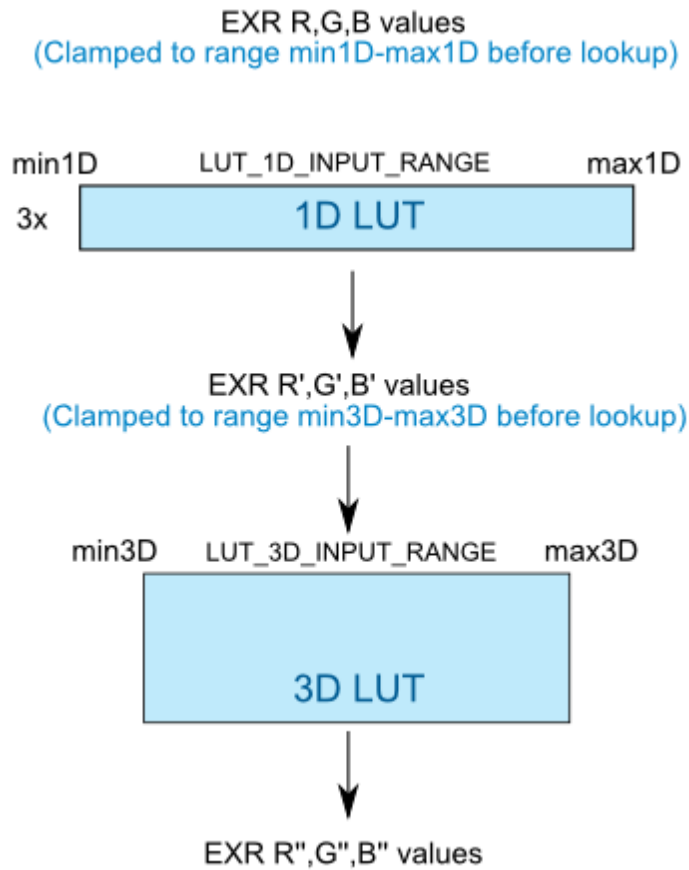 EXR R,G,B values
(Clamped to range min1D-max1D before lookup)
min1D LUT_1D_INPUT_RANGE max1D
3x 1D LUT
EXR R',G',B' values
(Clamped to range min3D-max3D before lookup)
min3D LUT_3D_INPUT_RANGE max3D
3D LUT
EXR R",G",B" values